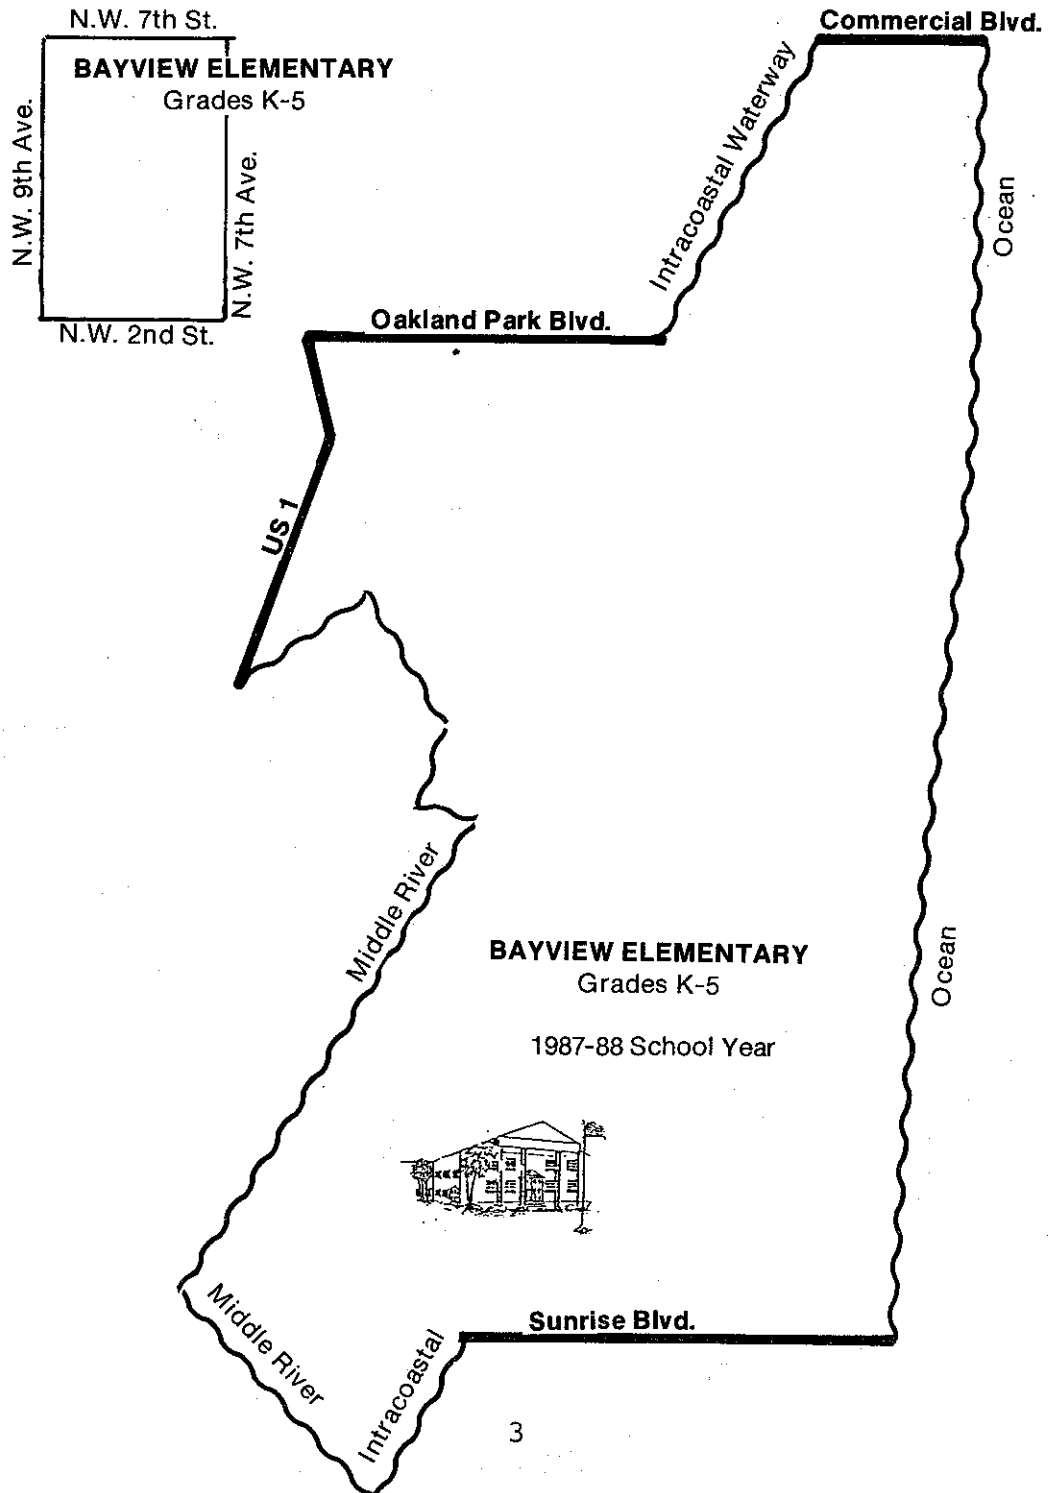 N.W. 7th St.
BAYVIEW ELEMENTARY
Grades K-5
N.W. 9th Ave.
N.W. 7th Ave.
N.W. 2nd St.
Commercial Blvd.
Intracoastal Waterway
Ocean
Oakland Park Blvd.
US 1
Middle River
BAYVIEW ELEMENTARY
Grades K-5
1987-88 School Year
Ocean
Middle River
Intracoastal
Sunrise Blvd.
3